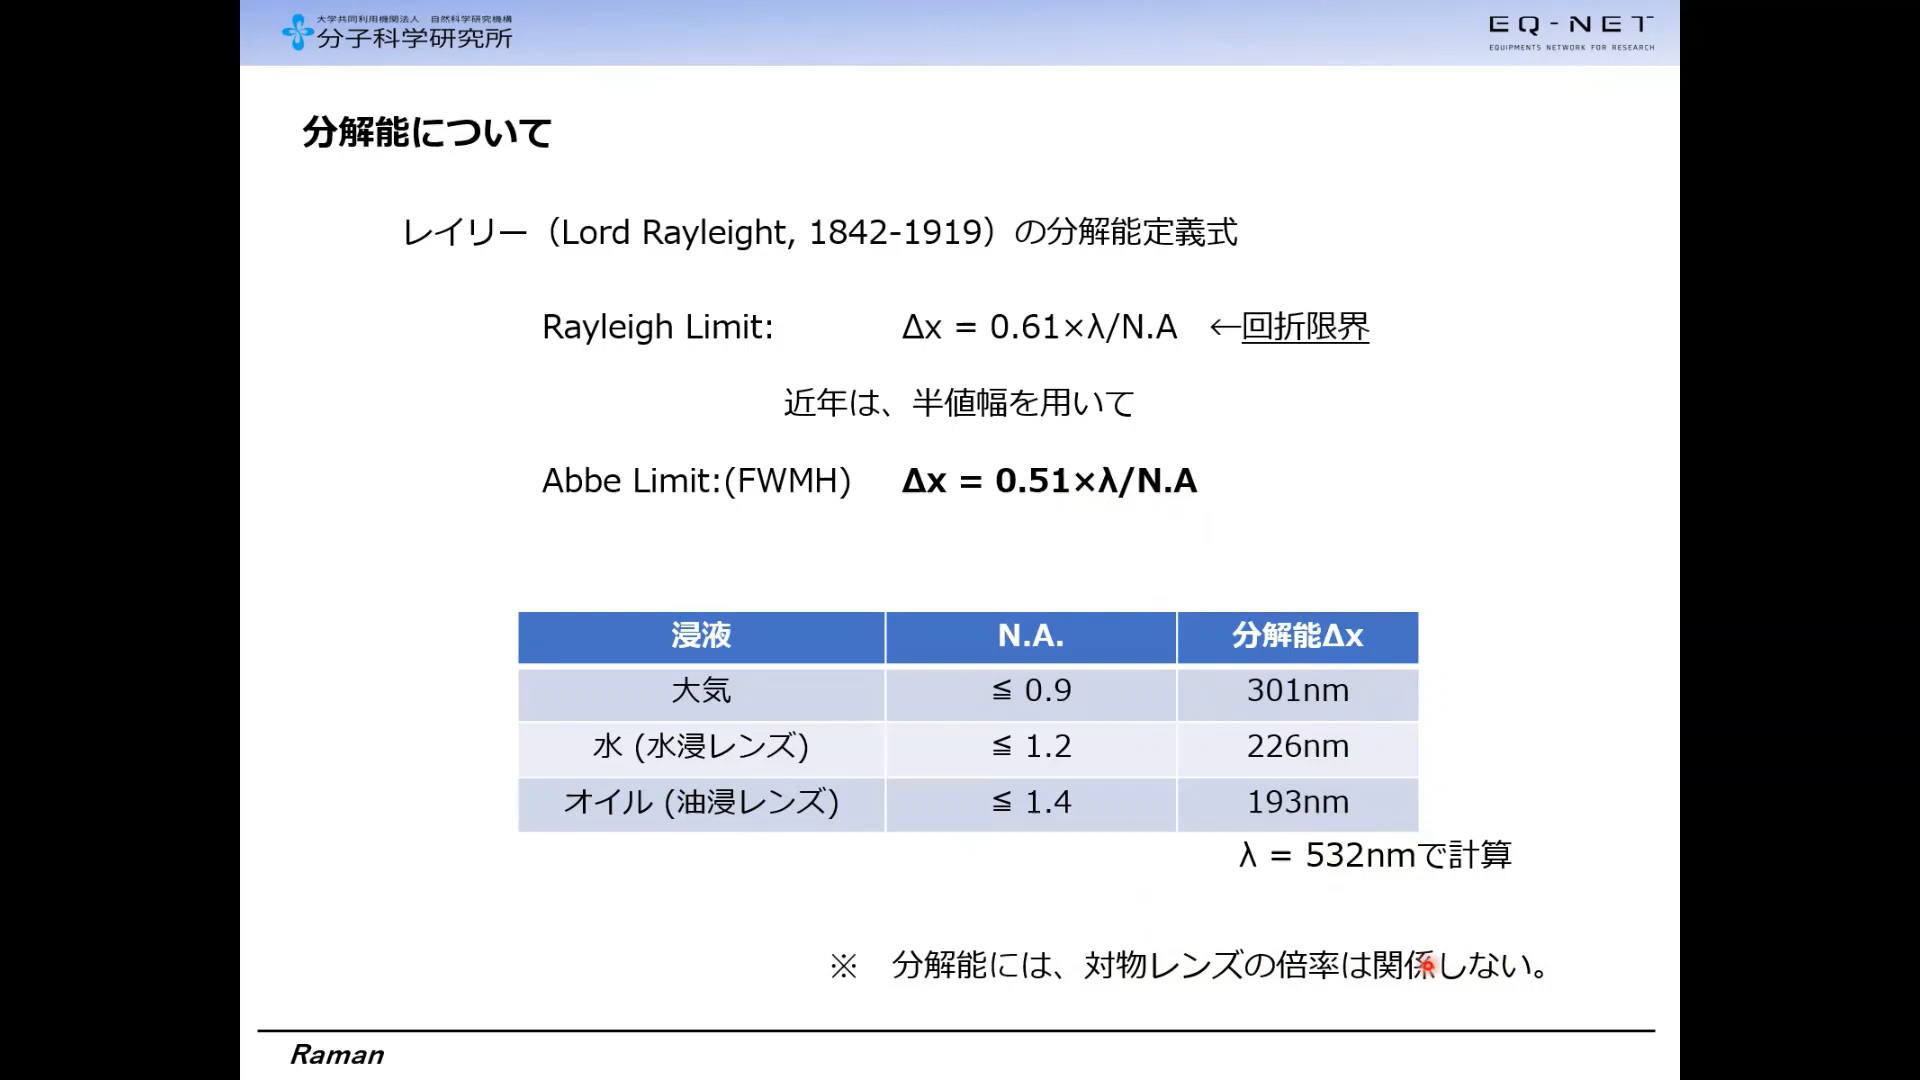 大学共同利用機関法人 自然科学研究機構
分子科学研究所
EQ-NET
EQUIPMENTS NETWORK FOR RESEARCH
分解能について
レイリー（Lord Rayleight, 1842-1919）の分解能定義式
Rayleigh Limit: Δx = 0.61×λ/N.A ←回折限界
近年は、半値幅を用いて
Abbe Limit:(FWMH) Δx = 0.51×λ/N.A
浸液 N.A. 分解能Δx
大気 ≦ 0.9 301nm
水 (水浸レンズ) ≦ 1.2 226nm
オイル (油浸レンズ) ≦ 1.4 193nm
λ = 532nmで計算
※ 分解能には、対物レンズの倍率は関係しない。
Raman